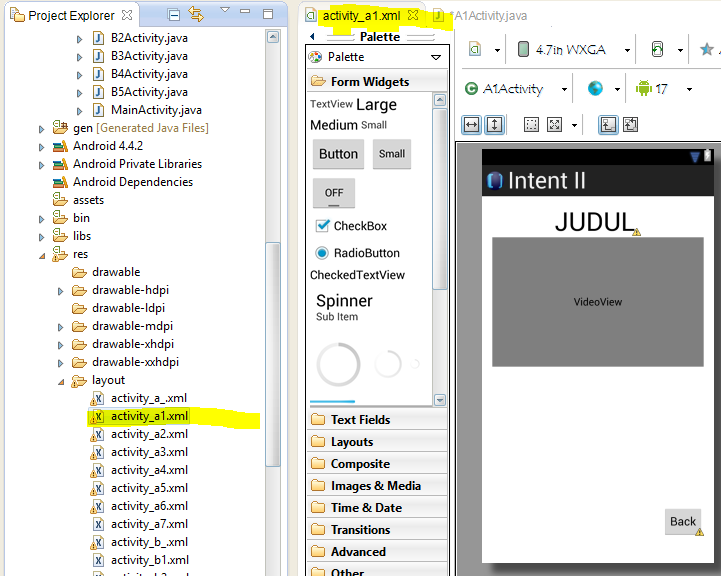 Project Explorer
B2Activity.java
B3Activity.java
B4Activity.java
B5Activity.java
MainActivity.java
gen [Generated Java Files]
Android 4.4.2
Android Private Libraries
Android Dependencies
assets
bin
libs
res
drawable
drawable-hdpi
drawable-ldpi
drawable-mdpi
drawable-xhdpi
drawable-xxhdpi
layout
activity_a_.xml
activity_a1.xml
activity_a2.xml
activity_a3.xml
activity_a4.xml
activity_a5.xml
activity_a6.xml
activity_a7.xml
activity_b_.xml
activity_b1.xml
activity_a1.xml
*A1Activity.java
Palette
Palette
Form Widgets
TextView Large
Medium Small
Button Small
OFF
CheckBox
RadioButton
CheckedTextView
Spinner
Sub Item
Text Fields
Layouts
Composite
Images & Media
Time & Date
Transitions
Advanced
Other
4.7in WXGA
A1Activity
17
Intent II
JUDUL
VideoView
Back